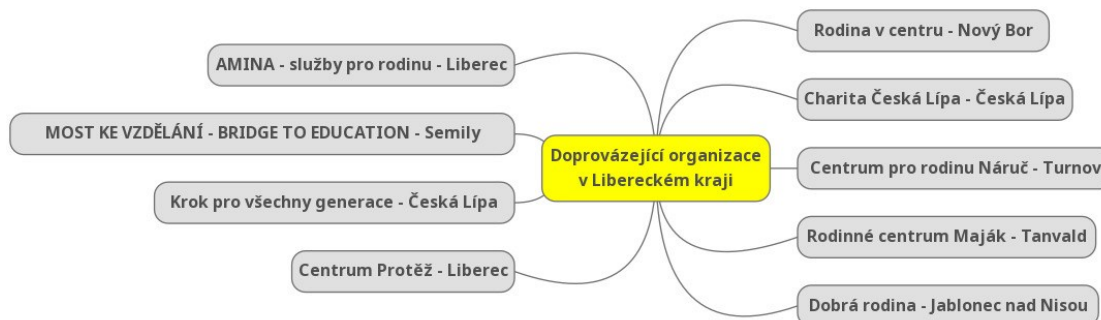 AMINA - služby pro rodinu - Liberec
MOST KE VZDĚLÁNÍ - BRIDGE TO EDUCATION - Semily
Krok pro všechny generace - Česká Lípa
Centrum Protěž - Liberec
Doprovázející organizace
v Libereckém kraji
Rodina v centru - Nový Bor
Charita Česká Lípa - Česká Lípa
Centrum pro rodinu Náruč - Turnov
Rodinné centrum Maják - Tanvald
Dobrá rodina - Jablonec nad Nisou